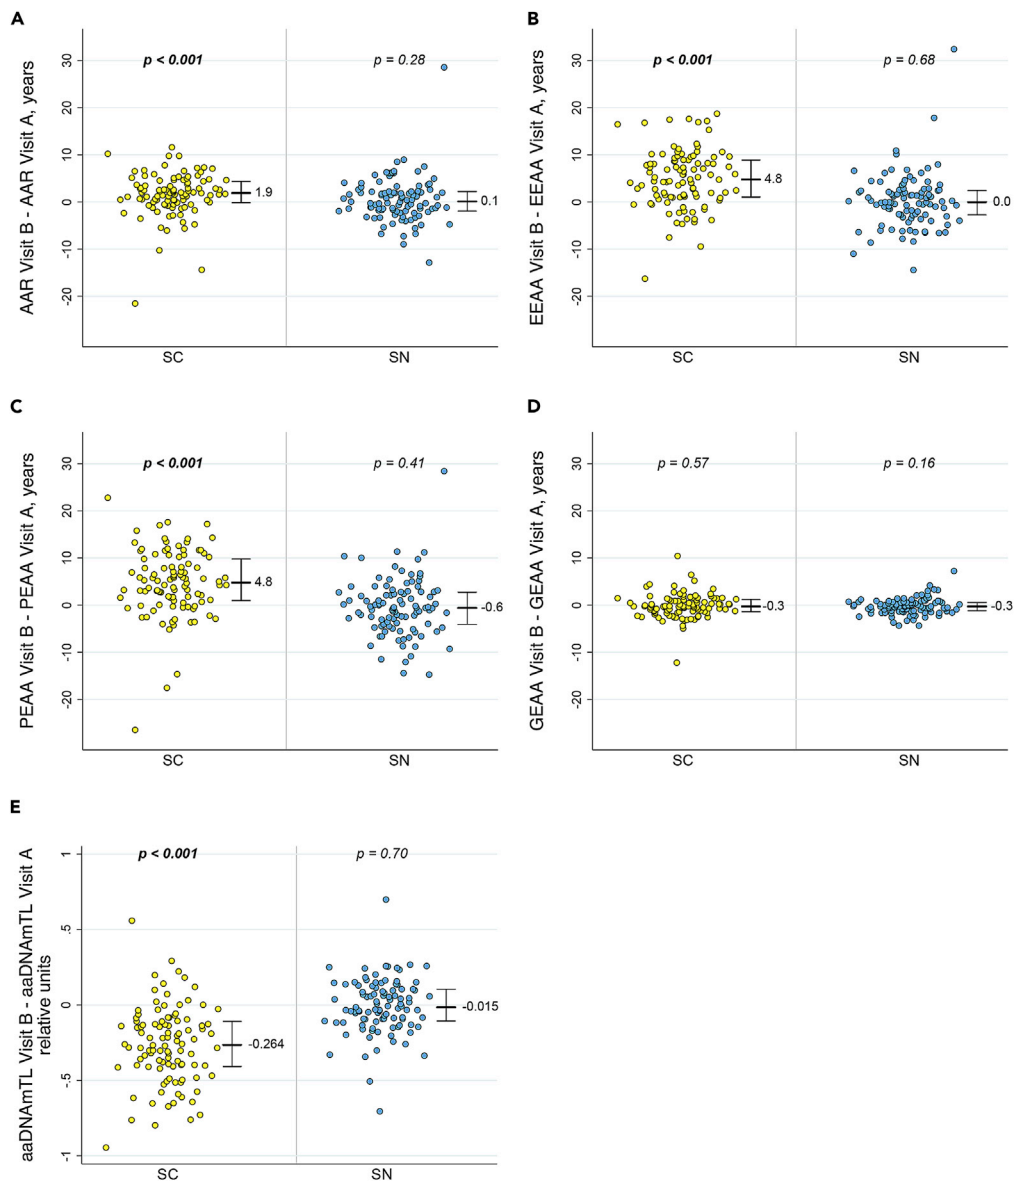 A
AAR Visit B - AAR Visit A, years
30
20
10
0
-10
-20
p < 0.001
p = 0.28
1.9
0.1
SC
SN
B
EEAA Visit B - EEAA Visit A, years
30
20
10
0
-10
-20
p < 0.001
p = 0.68
4.8
0.0
SC
SN
C
PEAA Visit B - PEAA Visit A, years
30
20
10
0
-10
-20
p < 0.001
p = 0.41
4.8
-0.6
SC
SN
D
GEAA Visit B - GEAA Visit A, years
30
20
10
0
-10
-20
p = 0.57
p = 0.16
-0.3
-0.3
SC
SN
E
aaDNAmTL Visit B - aaDNAmTL Visit A
relative units
1
.5
0
-.5
-1
p < 0.001
p = 0.70
-0.264
-0.015
SC
SN